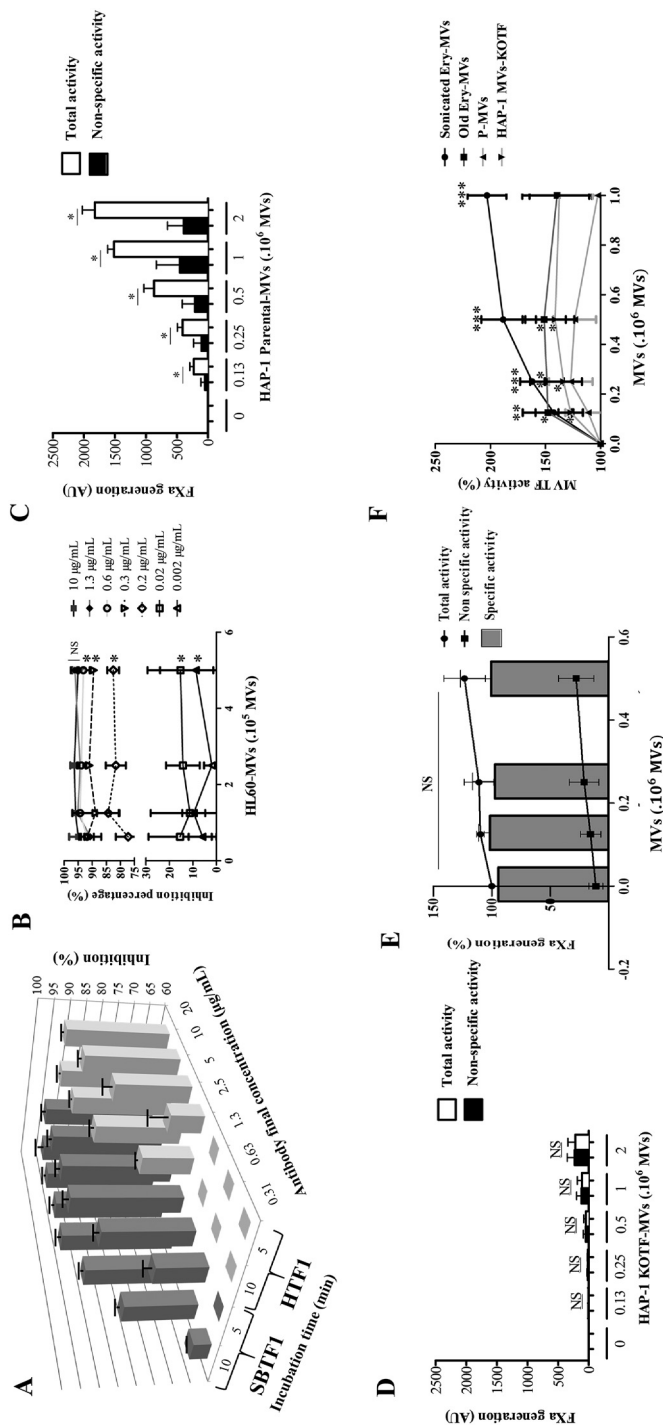 A
Inhibition (%)
100
95
90
85
80
75
70
65
60
20
10
5
2.5
1.3
0.63
0.31
Antibody final concentration (µg/mL)
5
10
5
10
HTF1
SBTF1
Incubation time (min)
B
Inhibition percentage (%)
100
95
90
85
80
75
30
20
10
0
0
2
4
6
HL60-MVs (.10⁵ MVs)
NS
*
*
*
*
*
10 µg/mL
1.3 µg/mL
0.6 µg/mL
0.3 µg/mL
0.2 µg/mL
0.02 µg/mL
0.002 µg/mL
C
FXa generation (AU)
2500
2000
1500
1000
500
0
* * * * *
0 0.13 0.25 0.5 1 2
HAP-1 Parental-MVs (.10⁶ MVs)
Total activity
Non-specific activity
D
FXa generation (AU)
5000
4000
3000
2000
1000
0
NS NS NS NS NS
0 0.13 0.25 0.5 1 2
HAP-1 KOTF-MVs (.10⁶ MVs)
Total activity
Non-specific activity
E
FXa generation (%)
150
100
50
NS
-0.2 0.0 0.2 0.4 0.6
MVs (.10⁶ MVs)
Total activity
Non specific activity
Specific activity
F
MV TF activity (%)
250
200
150
100
** *** *** ***
* ** *
* * *
0.0 0.2 0.4 0.6 0.8 1.0
MVs (.10⁶ MVs)
Sonicated Ery-MVs
Old Ery-MVs
P-MVs
HAP-1 MVs-KOTF